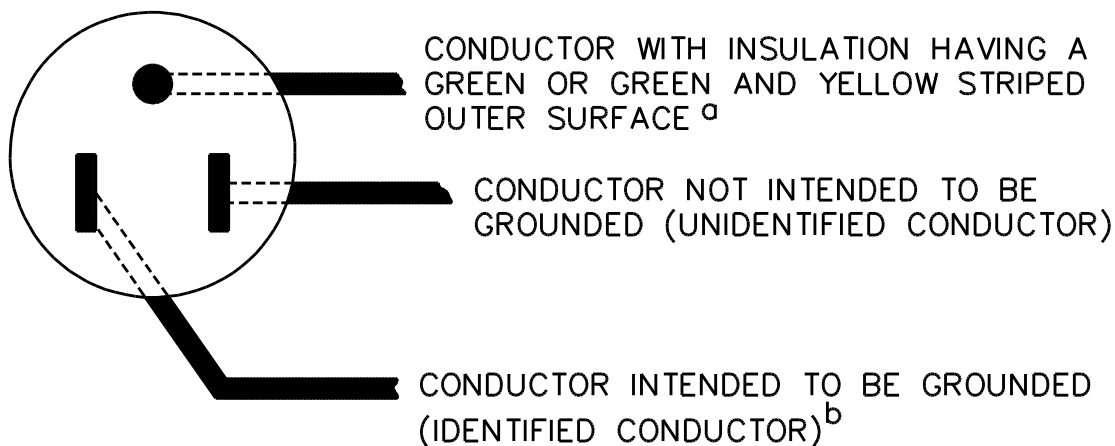 CONDUCTOR WITH INSULATION HAVING A
GREEN OR GREEN AND YELLOW STRIPED
OUTER SURFACE a
CONDUCTOR NOT INTENDED TO BE
GROUNDED (UNIDENTIFIED CONDUCTOR)
CONDUCTOR INTENDED TO BE GROUNDED
(IDENTIFIED CONDUCTOR)b